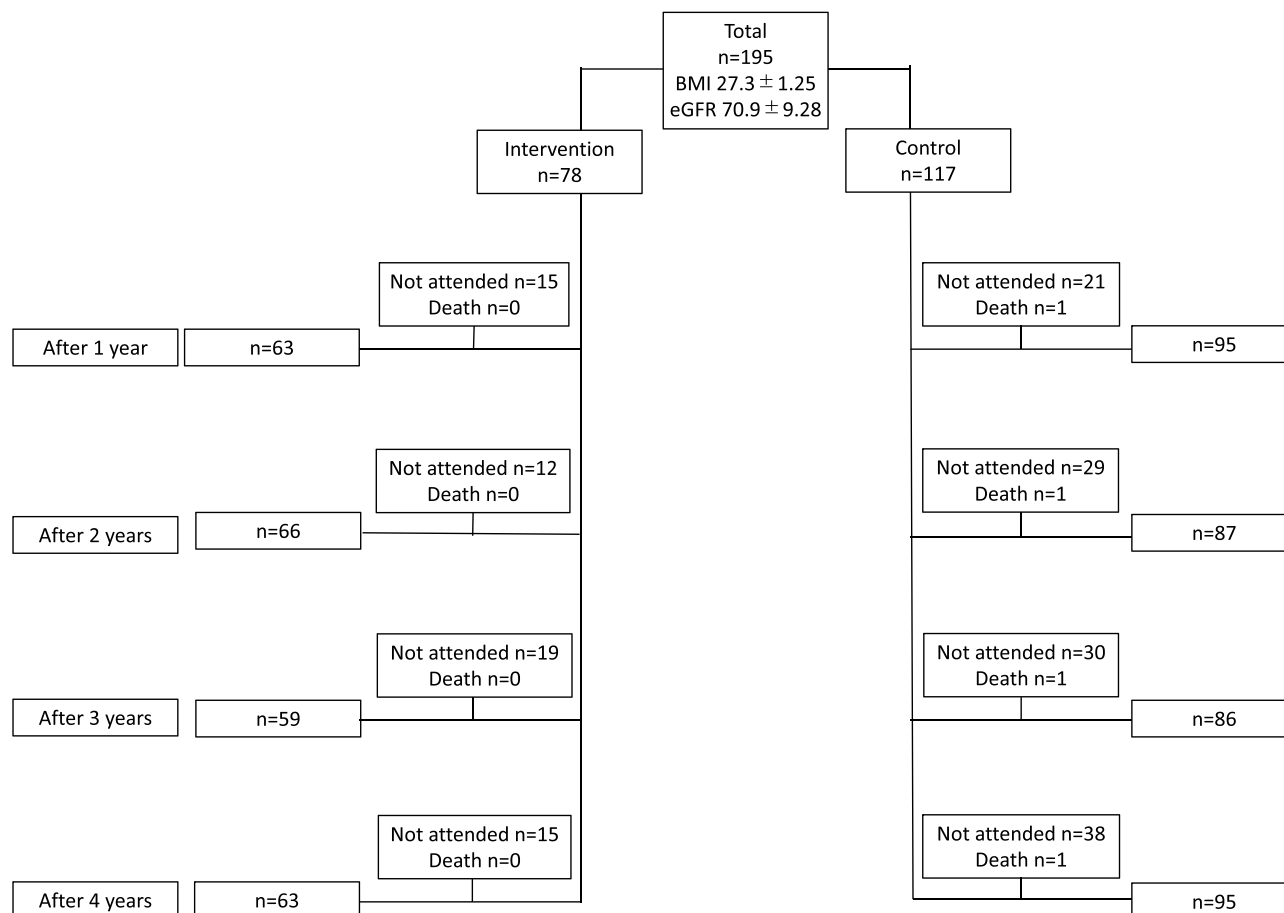 Total
n=195
BMI 27.3 ± 1.25
eGFR 70.9 ± 9.28
Intervention
n=78
Control
n=117
Not attended n=15
Death n=0
Not attended n=21
Death n=1
After 1 year
n=63
n=95
Not attended n=12
Death n=0
Not attended n=29
Death n=1
After 2 years
n=66
n=87
Not attended n=19
Death n=0
Not attended n=30
Death n=1
After 3 years
n=59
n=86
Not attended n=15
Death n=0
Not attended n=38
Death n=1
After 4 years
n=63
n=95